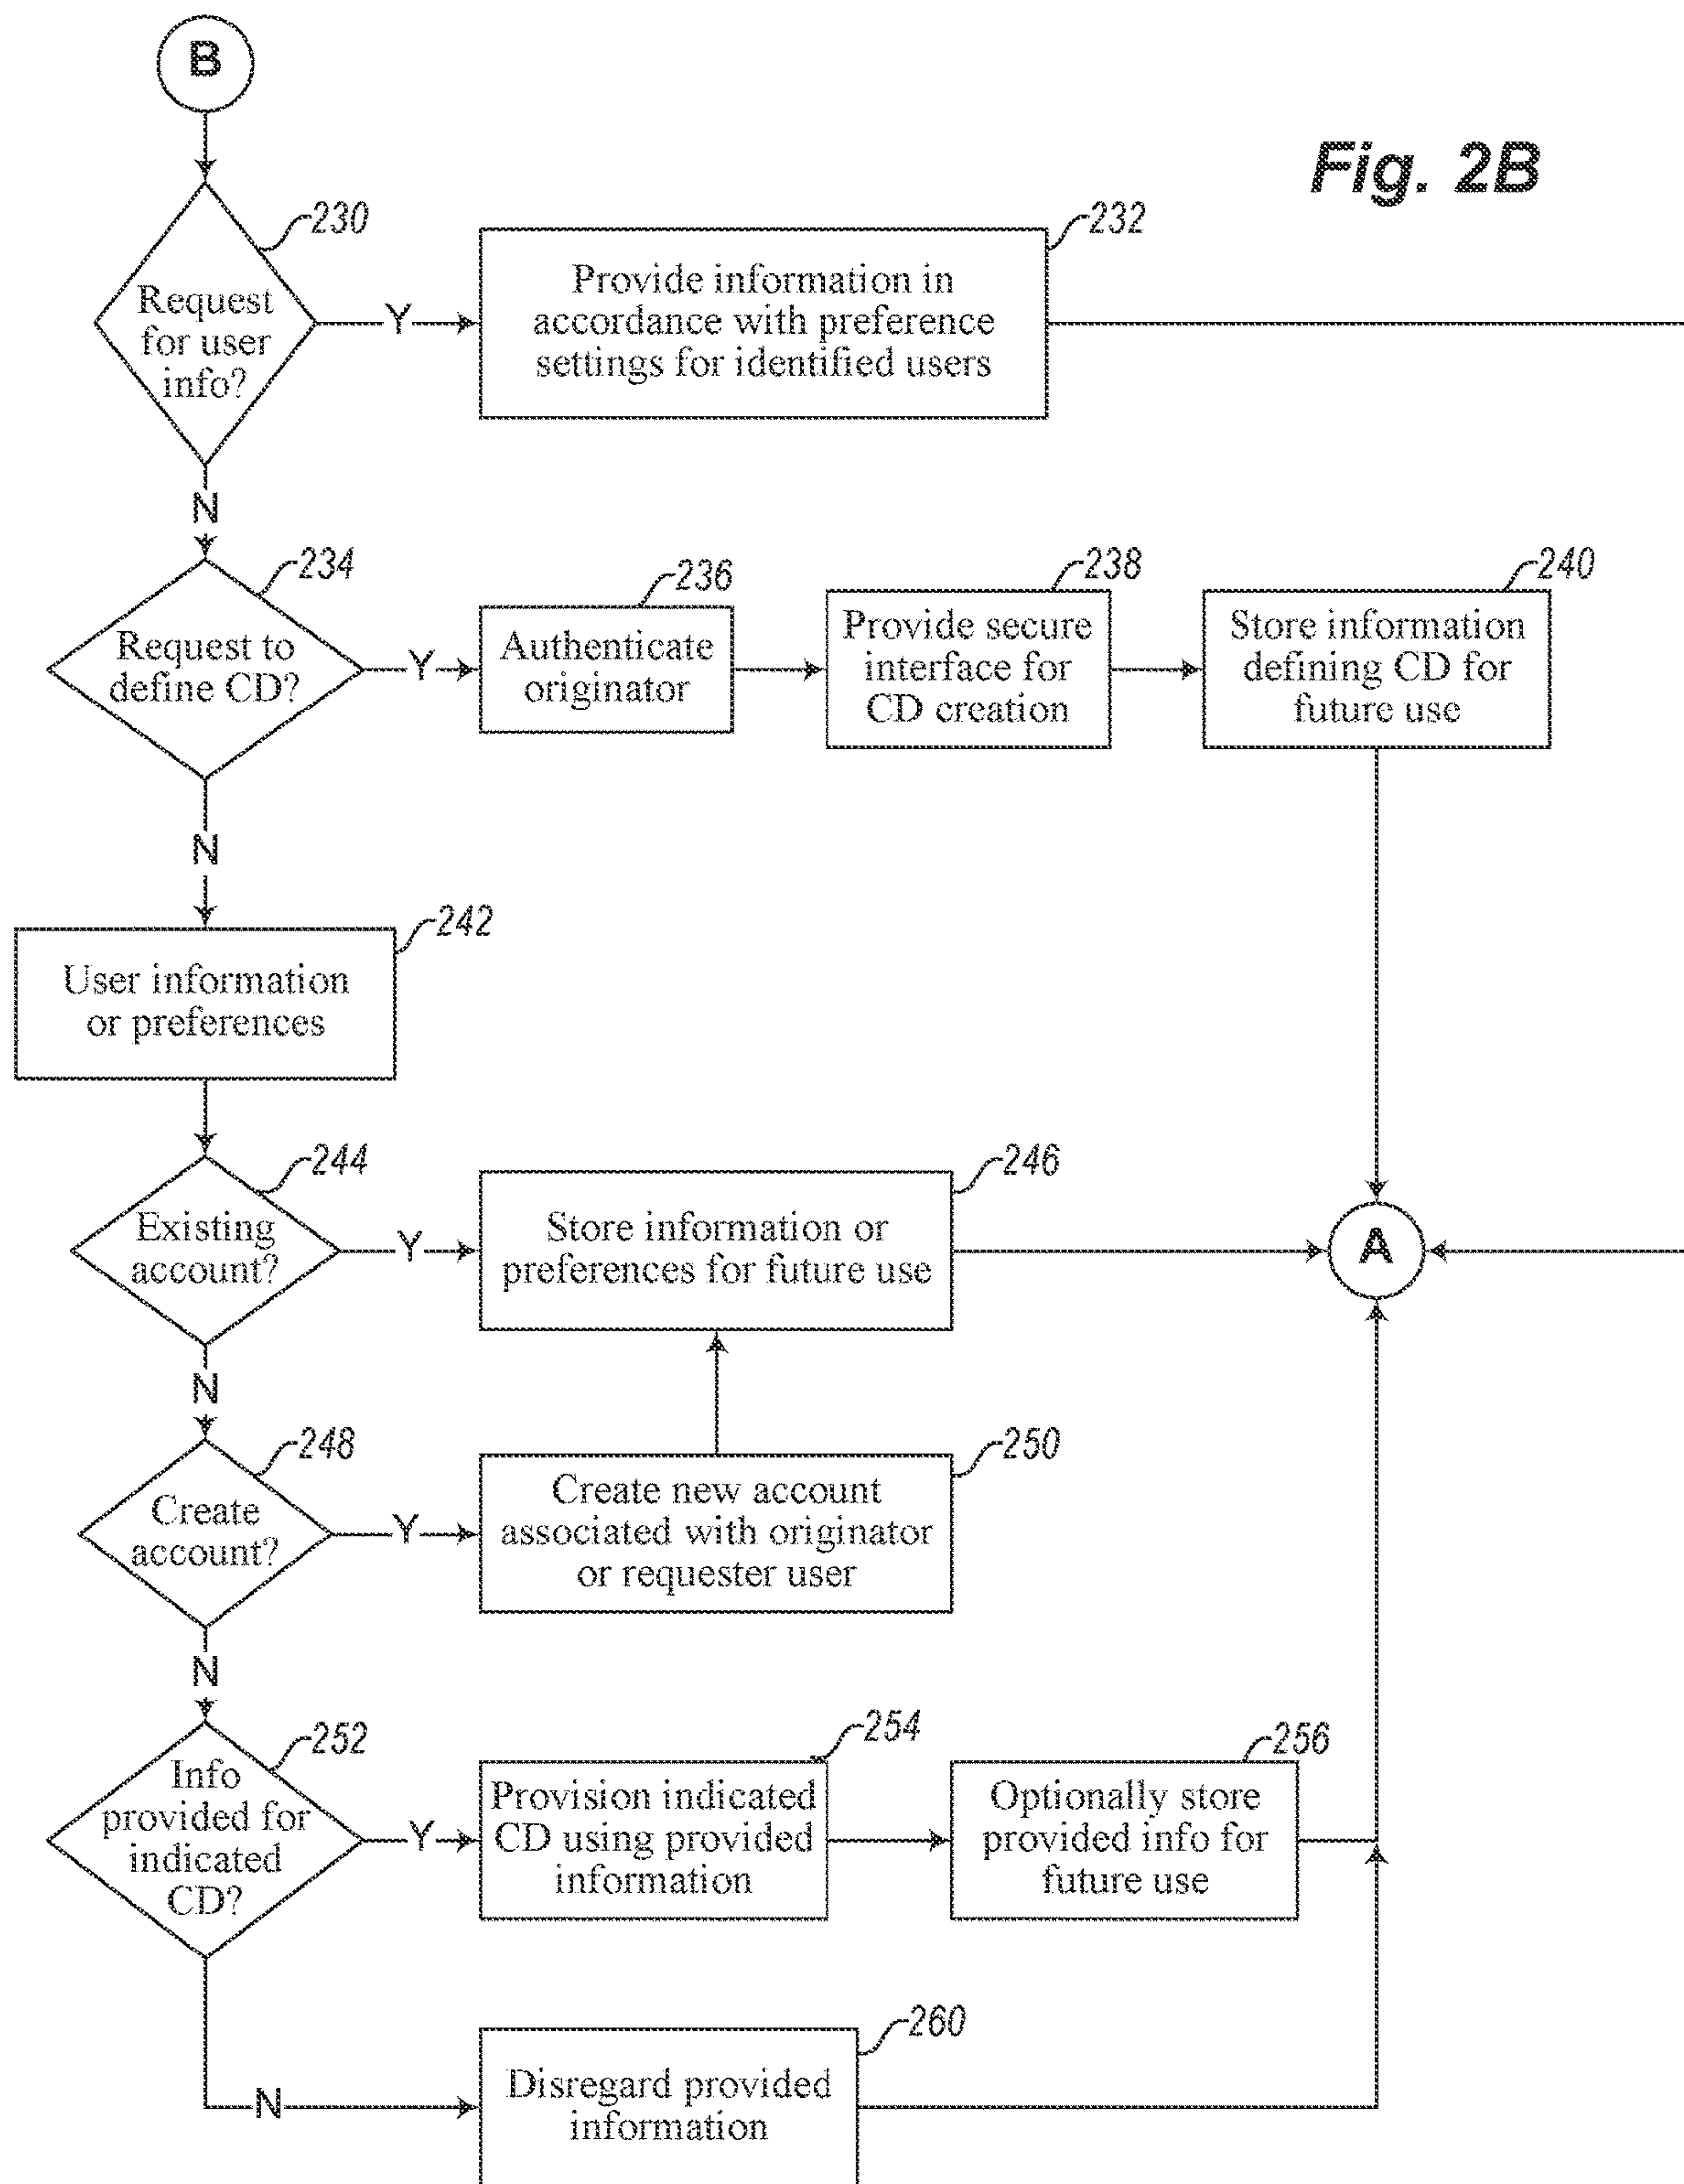 B
Fig. 2B
230
Request
for user
info?
Y
232
Provide information in
accordance with preference
settings for identified users
N
234
Request to
define CD?
Y
236
Authenticate
originator
238
Provide secure
interface for
CD creation
240
Store information
defining CD for
future use
N
242
User information
or preferences
244
Existing
account?
Y
246
Store information or
preferences for future use
A
N
248
Create
account?
Y
250
Create new account
associated with originator
or requester user
N
252
Info
provided for
indicated
CD?
Y
254
Provision indicated
CD using provided
information
256
Optionally store
provided info for
future use
N
260
Disregard provided
information